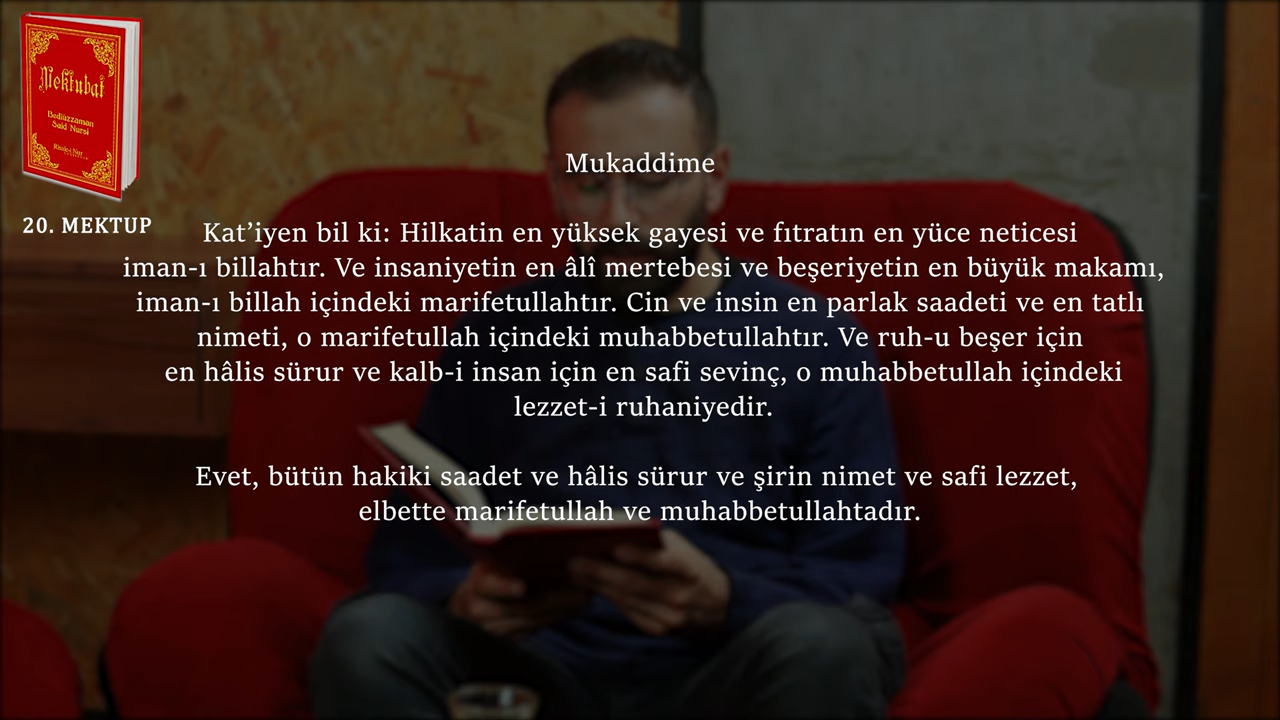 Mektubat
Bediüzzaman
Said Nursi
Risale-i Nur
20. MEKTUP
Mukaddime
Kat’iyen bil ki: Hilkatin en yüksek gayesi ve fıtratın en yüce neticesi
iman-ı billahtır. Ve insaniyetin en âlî mertebesi ve beşeriyetin en büyük makamı,
iman-ı billah içindeki marifetullahtır. Cin ve insin en parlak saadeti ve en tatlı
nimeti, o marifetullah içindeki muhabbetullahtır. Ve ruh-u beşer için
en hâlis sürur ve kalb-i insan için en safi sevinç, o muhabbetullah içindeki
lezzet-i ruhaniyedir.
Evet, bütün hakiki saadet ve hâlis sürur ve şirin nimet ve safi lezzet,
elbette marifetullah ve muhabbetullahtadır.